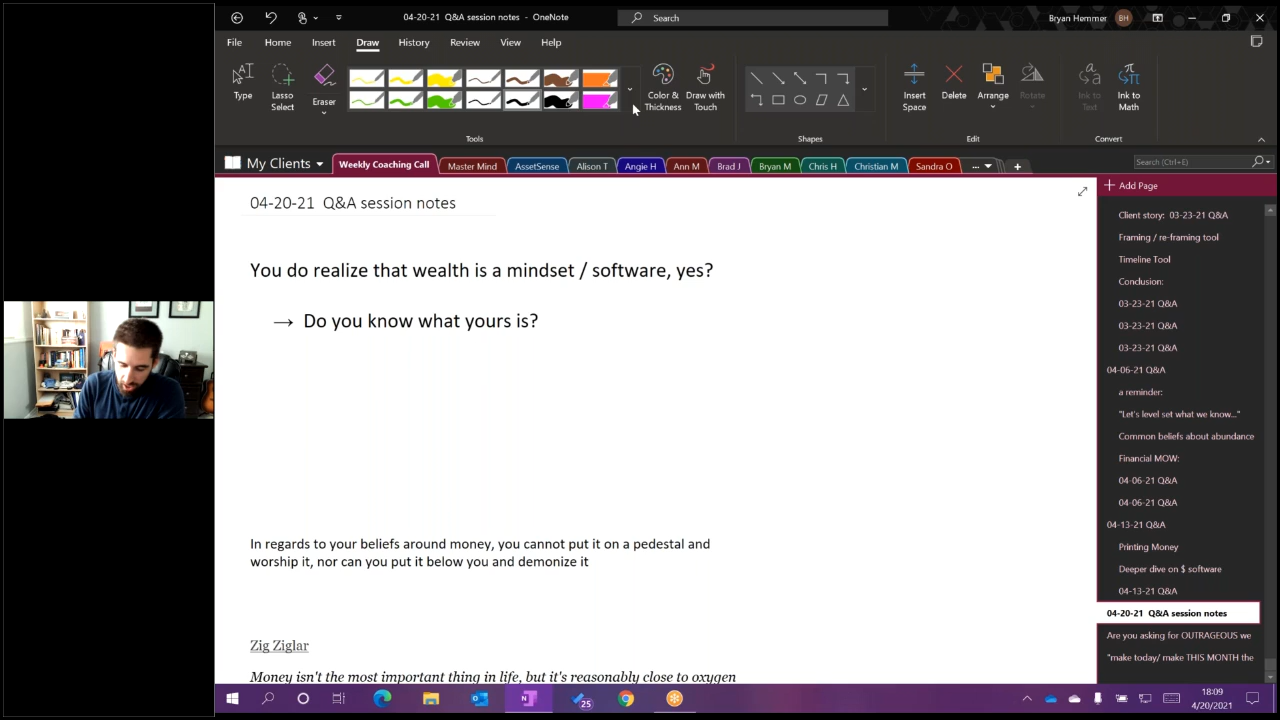 04-20-21 Q&A session notes - OneNote
Search
Bryan Hemmer
BH
File
Home
Insert
Draw
History
Review
View
Help
Type
Lasso
Select
Eraser
Color &
Thickness
Draw with
Touch
Insert
Space
Delete
Arrange
Rotate
Ink to
Text
Ink to
Math
Tools
Shapes
Edit
Convert
My Clients
Weekly Coaching Call
Master Mind
AssetSense
Alison T
Angie H
Ann M
Brad J
Bryan M
Chris H
Christian M
Sandra O
...
Search (Ctrl+E)
04-20-21 Q&A session notes
You do realize that wealth is a mindset / software, yes?
→ Do you know what yours is?
In regards to your beliefs around money, you cannot put it on a pedestal and
worship it, nor can you put it below you and demonize it
Zig Ziglar
Money isn't the most important thing in life, but it's reasonably close to oxygen
Add Page
Client story: 03-23-21 Q&A
Framing / re-framing tool
Timeline Tool
Conclusion:
03-23-21 Q&A
03-23-21 Q&A
03-23-21 Q&A
04-06-21 Q&A
a reminder:
"Let's level set what we know..."
Common beliefs about abundance
Financial MOW:
04-06-21 Q&A
04-06-21 Q&A
04-13-21 Q&A
Printing Money
Deeper dive on $ software
04-13-21 Q&A
04-20-21 Q&A session notes
Are you asking for OUTRAGEOUS we
"make today/ make THIS MONTH the
25
18:09
4/20/2021